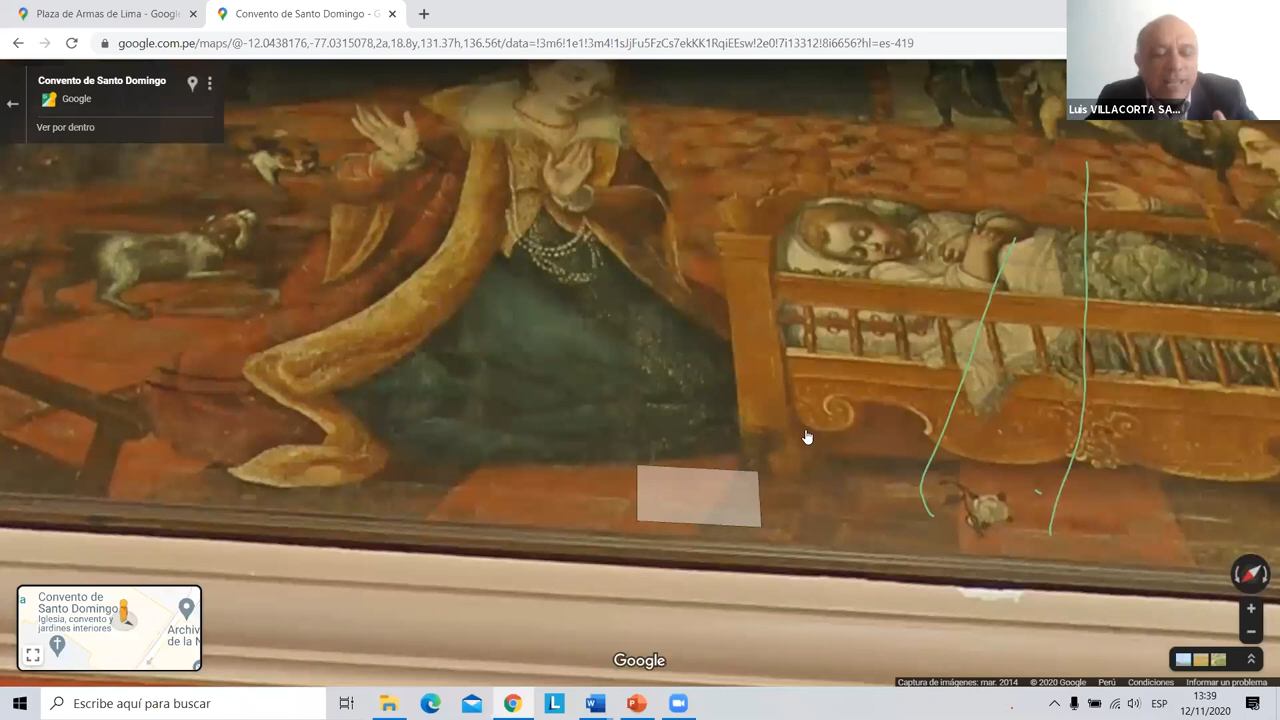 Plaza de Armas de Lima - Googl
Convento de Santo Domingo - G
google.com.pe/maps/@-12.0438176,-77.0315078,2a,18.8y,131.37h,136.56t/data=!3m6!1e1!3m4!1sJjFu5FzCs7ekKK1RqiEEsw!2e0!7i13312!8i6656?hl=es-419
Convento de Santo Domingo
Google
Ver por dentro
Luis VILLACORTA SA...
a
Convento de
Santo Domingo
Iglesia, convento y
jardines interiores
Archiv
de la N
Google
Captura de imágenes: mar. 2014 © 2020 Google Perú Condiciones Informar un problema
Escribe aquí para buscar
ESP
13:39
12/11/2020